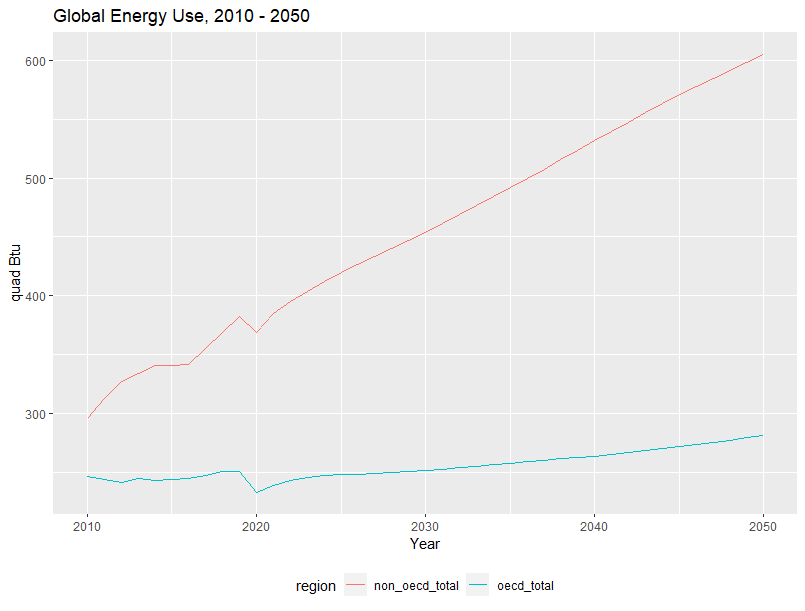 Global Energy Use, 2010 - 2050
600
500
400
300
quad Btu
2010 2020 2030 2040 2050
Year
region non_oecd_total oecd_total